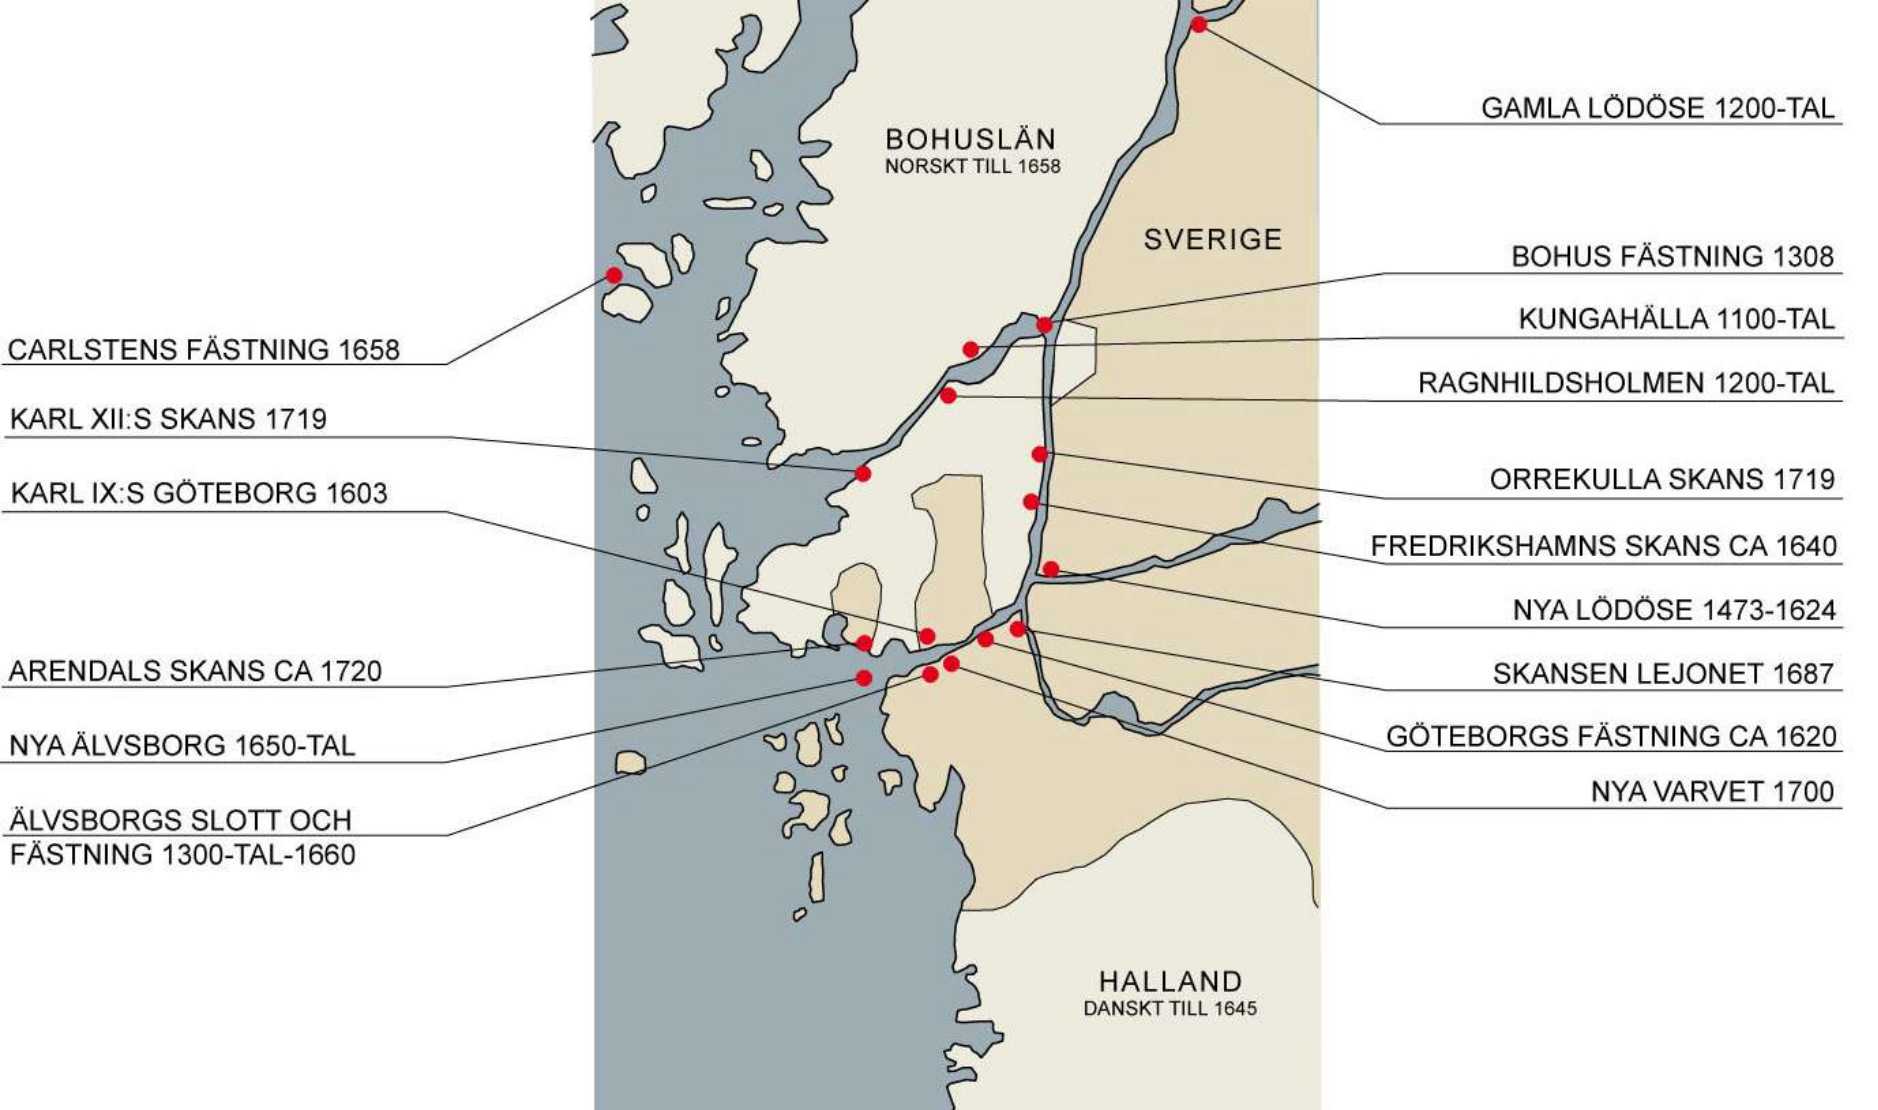 GAMLA LÖDÖSE 1200-TAL
BOHUSLÄN
NORSKT TILL 1658
SVERIGE
BOHUS FÄSTNING 1308
KUNGAHÄLLA 1100-TAL
RAGNHILDSHOLMEN 1200-TAL
ORREKULLA SKANS 1719
FREDRIKSHAMNS SKANS CA 1640
NYA LÖDÖSE 1473-1624
SKANSEN LEJONET 1687
GÖTEBORGS FÄSTNING CA 1620
NYA VARVET 1700
CARLSTENS FÄSTNING 1658
KARL XII:S SKANS 1719
KARL IX:S GÖTEBORG 1603
ARENDALS SKANS CA 1720
NYA ÄLVSBORG 1650-TAL
ÄLVSBORGS SLOTT OCH
FÄSTNING 1300-TAL-1660
HALLAND
DANSKT TILL 1645